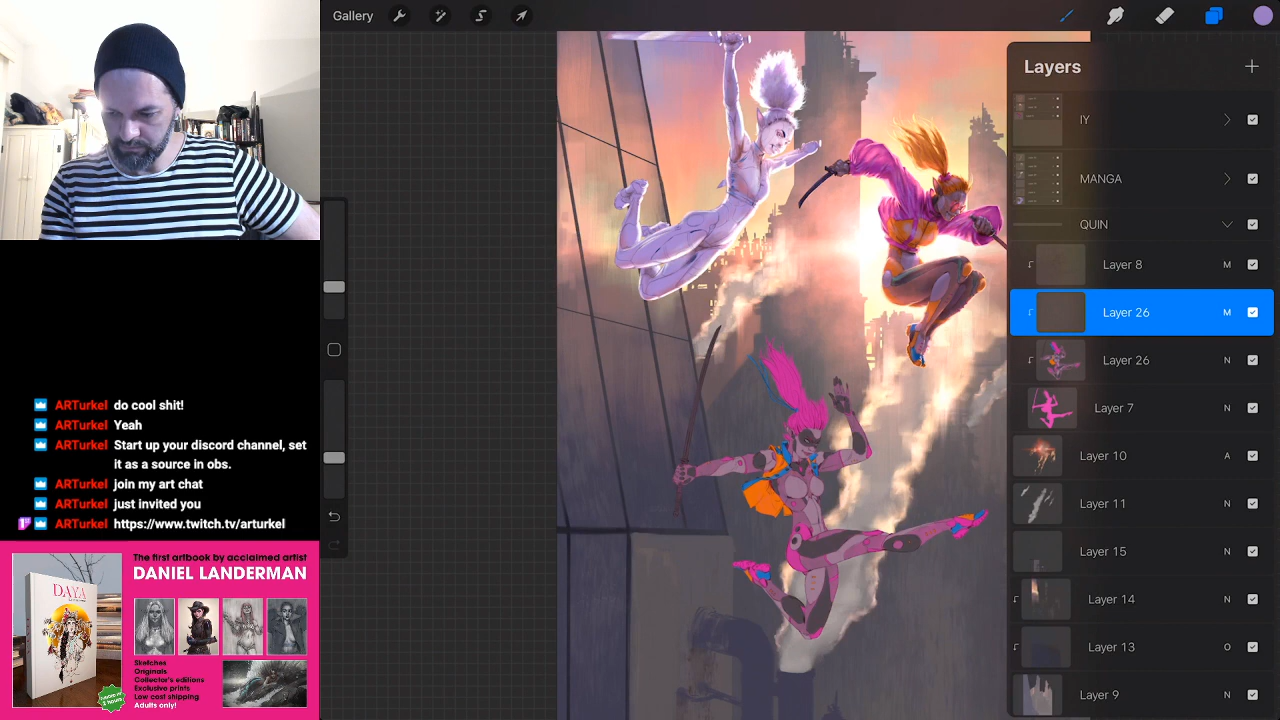 Gallery
Layers
IY
MANGA
QUIN
Layer 8 M
Layer 26 M
Layer 26 N
Layer 7 N
Layer 10 A
Layer 11 N
Layer 15 N
Layer 14 N
Layer 13 O
Layer 9 N
ARTurkel do cool shit!
ARTurkel Yeah
ARTurkel Start up your discord channel, set
it as a source in obs.
ARTurkel join my art chat
ARTurkel just invited you
ARTurkel https://www.twitch.tv/arturkel
The first artbook by acclaimed artist
DANIEL LANDERMAN
DAYA
Sketches
Originals
Collector's editions
Exclusive prints
Low cost shipping
Adults only!